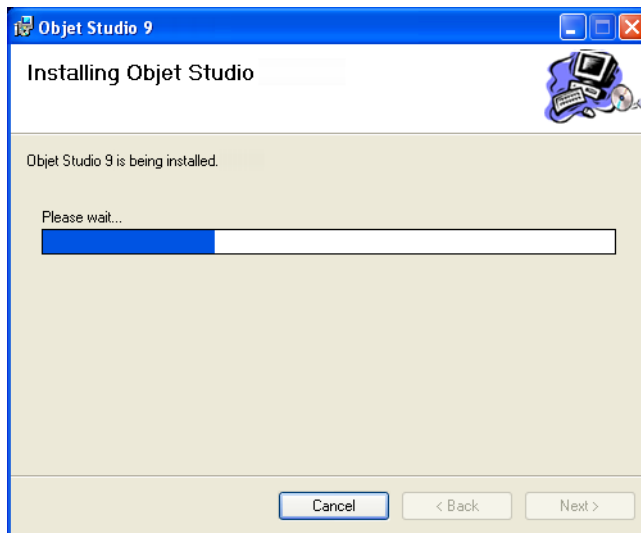 Objet Studio 9
Installing Objet Studio
Objet Studio 9 is being installed.
Please wait...
Cancel
< Back
Next >